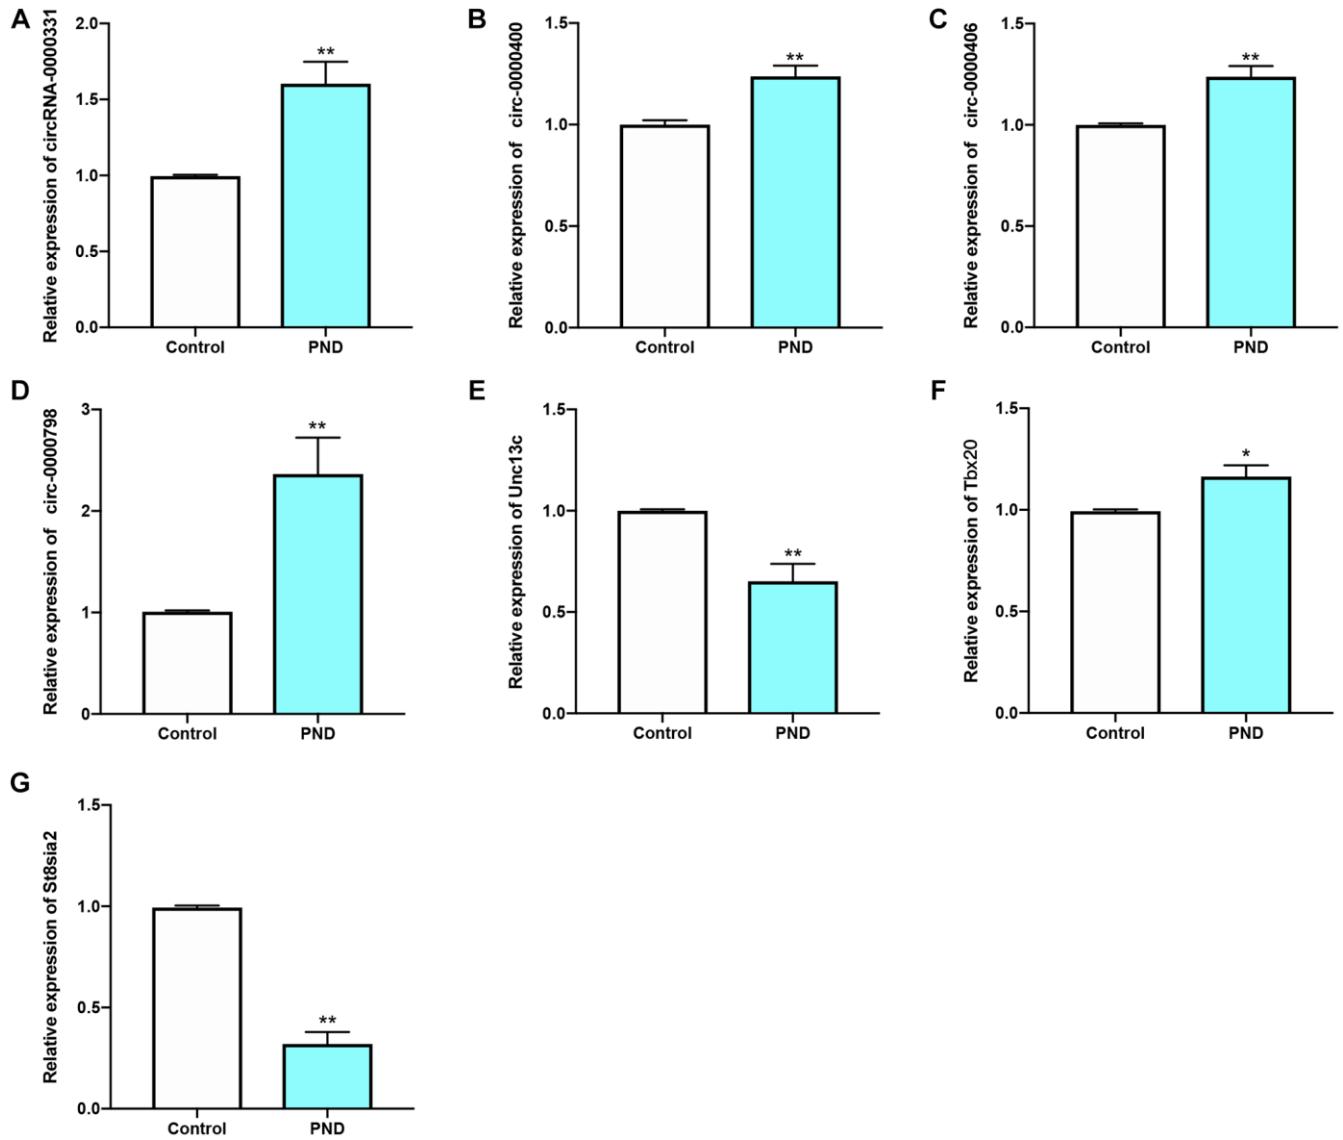 A
Relative expression of circRNA-0000331
2.0
1.5
1.0
0.5
0.0
**
Control
PND
B
Relative expression of circ-0000400
1.5
1.0
0.5
0.0
**
Control
PND
C
Relative expression of circ-0000406
1.5
1.0
0.5
0.0
**
Control
PND
D
Relative expression of circ-0000798
3
2
1
0
**
Control
PND
E
Relative expression of Unc13c
1.5
1.0
0.5
0.0
**
Control
PND
F
Relative expression of Tbx20
1.5
1.0
0.5
0.0
*
Control
PND
G
Relative expression of St8sia2
1.5
1.0
0.5
0.0
**
Control
PND